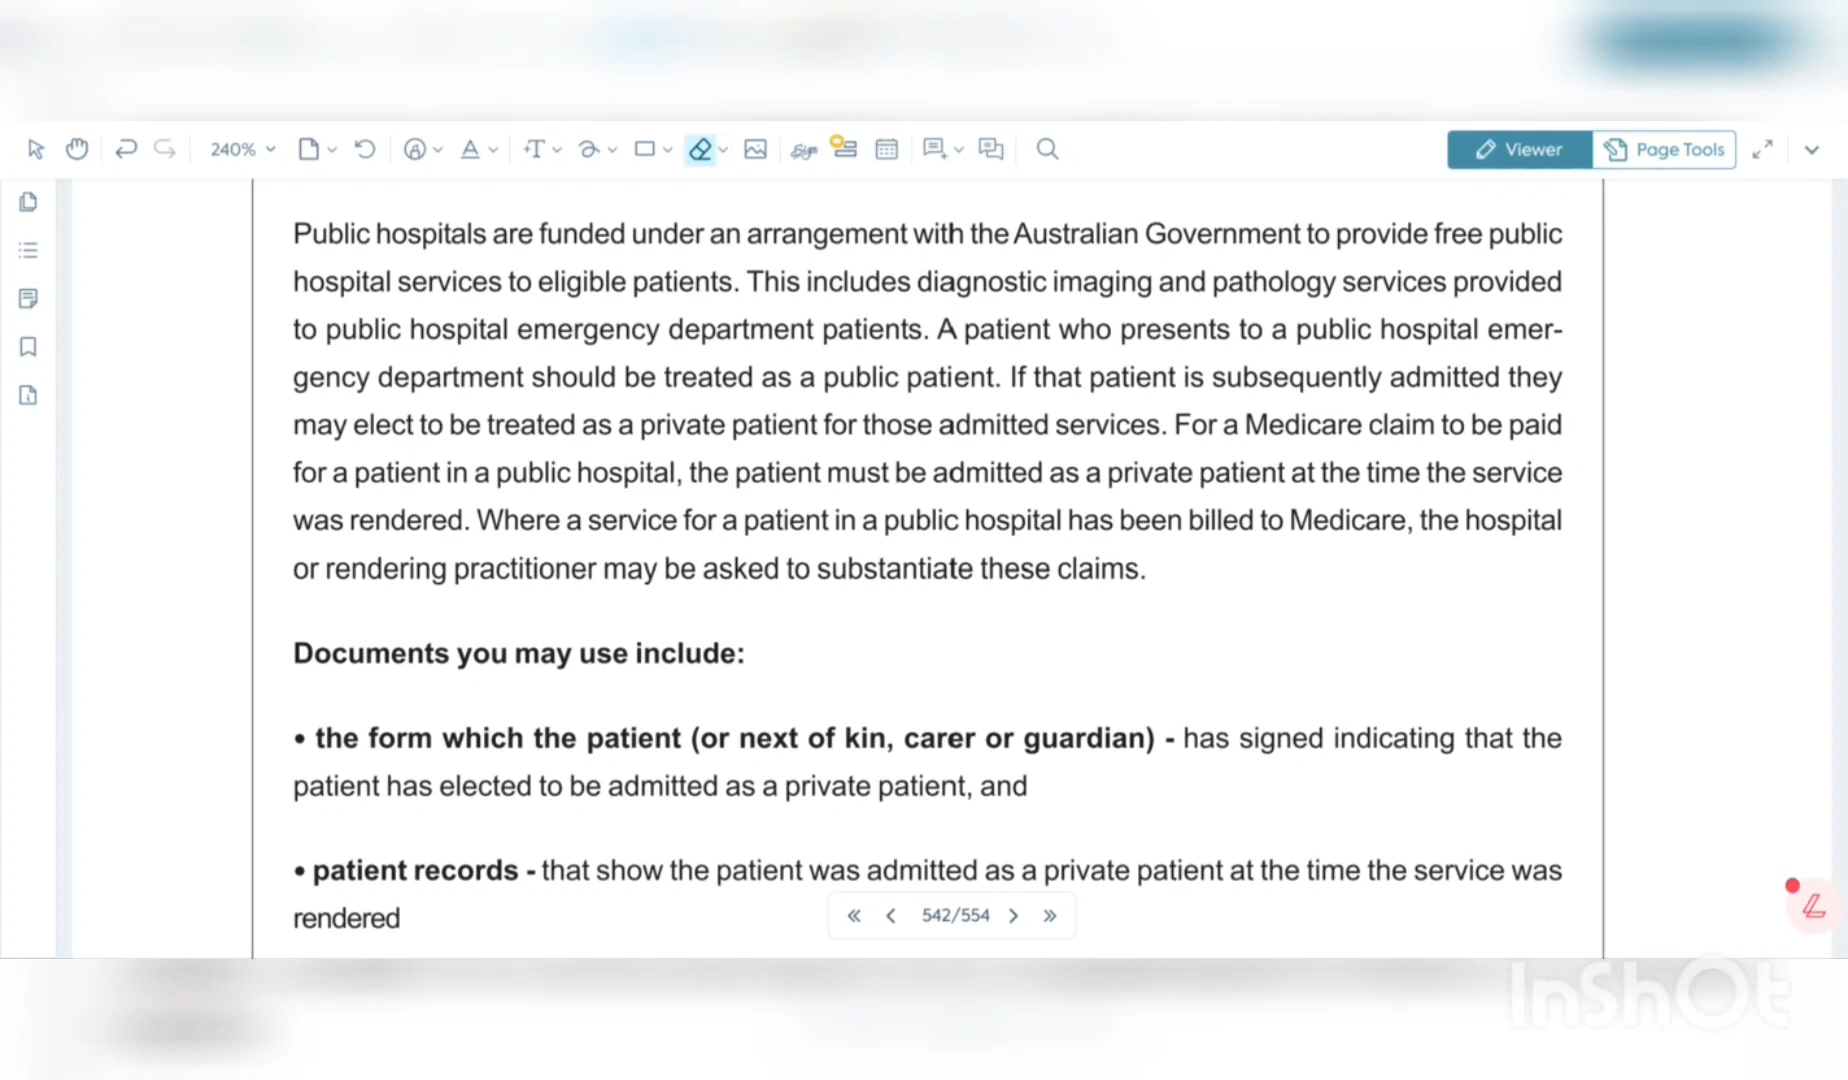 240%
Sign
Viewer
Page Tools
Public hospitals are funded under an arrangement with the Australian Government to provide free public
hospital services to eligible patients. This includes diagnostic imaging and pathology services provided
to public hospital emergency department patients. A patient who presents to a public hospital emer-
gency department should be treated as a public patient. If that patient is subsequently admitted they
may elect to be treated as a private patient for those admitted services. For a Medicare claim to be paid
for a patient in a public hospital, the patient must be admitted as a private patient at the time the service
was rendered. Where a service for a patient in a public hospital has been billed to Medicare, the hospital
or rendering practitioner may be asked to substantiate these claims.
Documents you may use include:
• the form which the patient (or next of kin, carer or guardian) - has signed indicating that the
patient has elected to be admitted as a private patient, and
• patient records - that show the patient was admitted as a private patient at the time the service was
rendered
542/554
InShOt